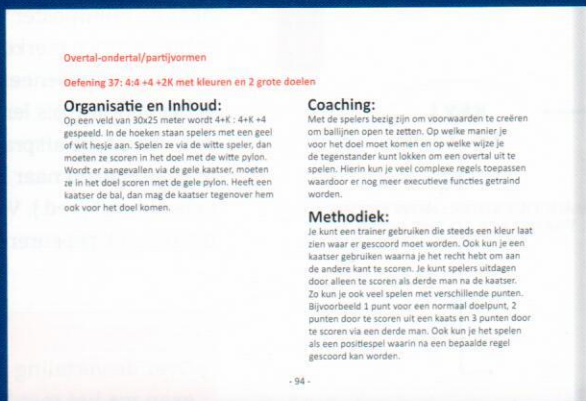 Overtal-ondertal/partijvormen
Oefening 37: 4:4 +4 +2K met kleuren en 2 grote doelen
Organisatie en Inhoud:
Op een veld van 30x25 meter wordt 4+K : 4+K +4
gespeeld. In de hoeken staan spelers met een geel
of wit hesje aan. Spelen ze via de witte speler, dan
moeten ze scoren in het doel met de witte pylon.
Wordt er aangevallen via de gele kaatser, moeten
ze in het doel scoren met de gele pylon. Heeft een
kaatser de bal, dan mag de kaatser tegenover hem
ook voor het doel komen.
Coaching:
Met de spelers bezig zijn om voorwaarden te creëren
om ballijnen open te zetten. Op welke manier je
voor het doel moet komen en op welke wijze je
de tegenstander kunt lokken om een overtal uit te
spelen. Hierin kun je veel complexe regels toepassen
waardoor er nog meer executieve functies getraind
worden.
Methodiek:
Je kunt een trainer gebruiken die steeds een kleur laat
zien waar er gescoord moet worden. Ook kun je een
kaatser gebruiken waarna je het recht hebt om aan
de andere kant te scoren. Je kunt spelers uitdagen
door alleen te scoren als derde man na de kaatser.
Zo kun je ook veel spelen met verschillende punten.
Bijvoorbeeld 1 punt voor een normaal doelpunt, 2
punten door te scoren uit een kaats en 3 punten door
te scoren via een derde man. Ook kun je het spelen
als een positiespel waarin na een bepaalde regel
gescoord kan worden.
- 94 -